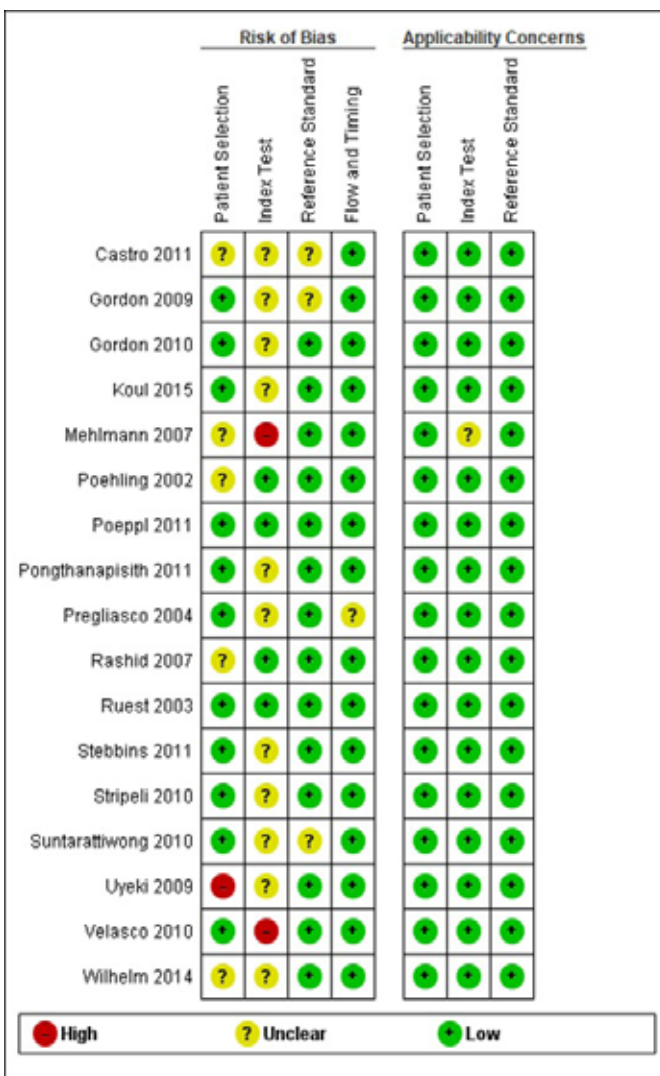 Risk of Bias Applicability Concerns
Patient Selection
Index Test
Reference Standard
Flow and Timing
Patient Selection
Index Test
Reference Standard
Castro 2011 ? ? ? + + + +
Gordon 2009 + ? ? + + + +
Gordon 2010 + ? + + + + +
Koul 2015 + ? + + + + +
Mehlmann 2007 ? - + + + ? +
Poehling 2002 ? + + + + + +
Poeppl 2011 + + + + + + +
Pongthanapisith 2011 + ? + + + + +
Pregliasco 2004 + ? + ? + + +
Rashid 2007 ? + + + + + +
Ruest 2003 + + + + + + +
Stebbins 2011 + ? + + + + +
Stripeli 2010 + ? + + + + +
Suntarattiwong 2010 + ? ? + + + +
Uyeki 2009 - ? + + + + +
Velasco 2010 + - + + + + +
Wilhelm 2014 ? ? + + + + +
- High ? Unclear + Low